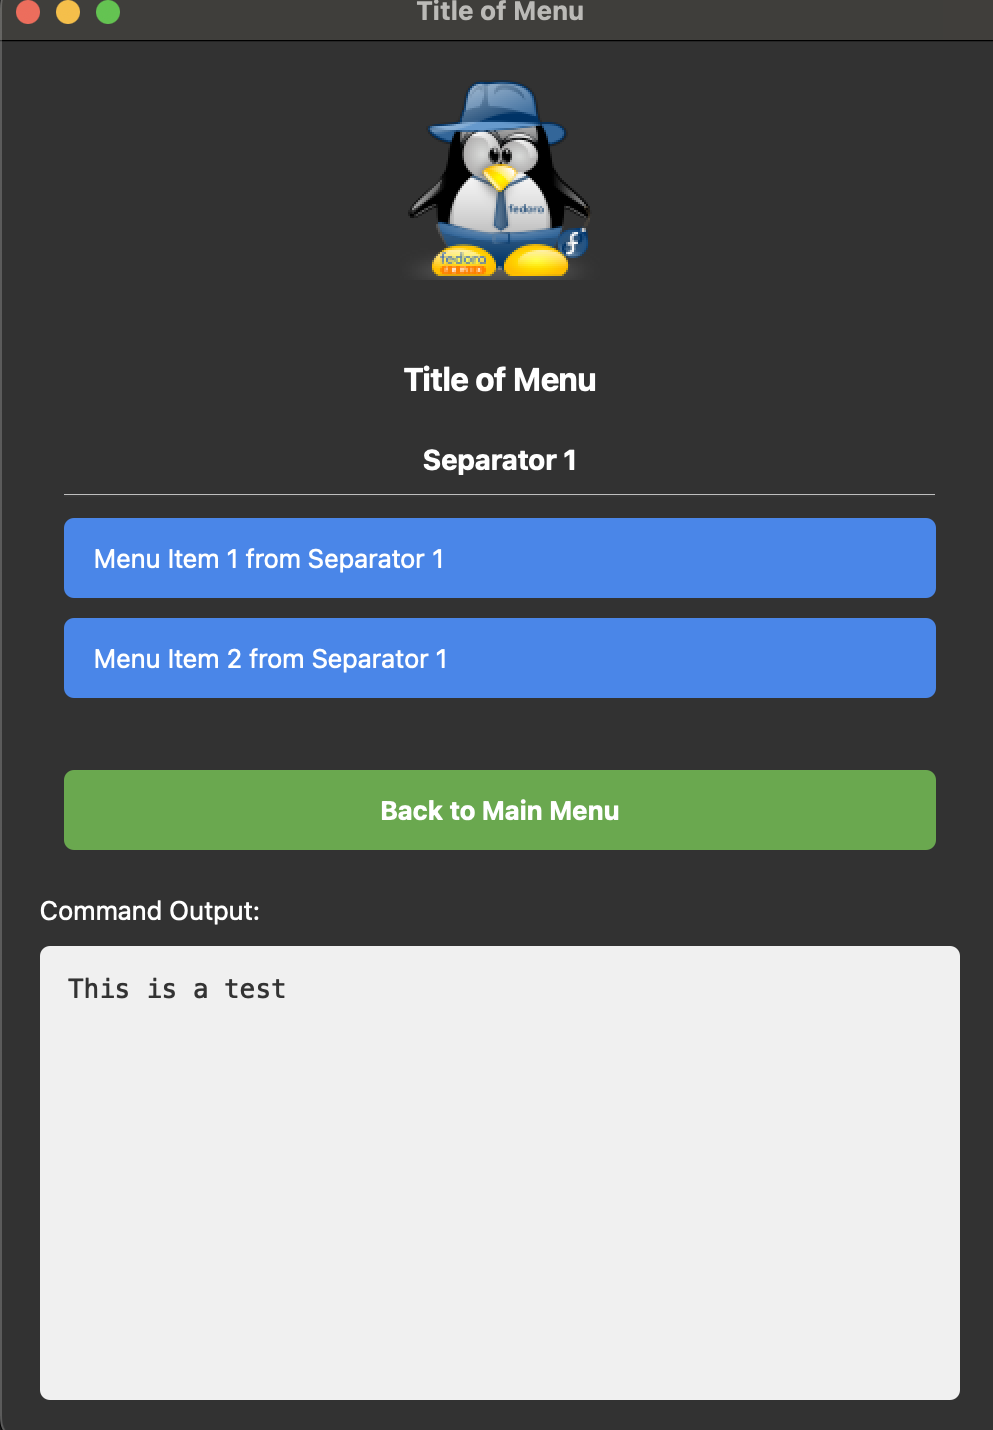 Title of Menu
fedora
fedora
Title of Menu
Separator 1
Menu Item 1 from Separator 1
Menu Item 2 from Separator 1
Back to Main Menu
Command Output:
This is a test